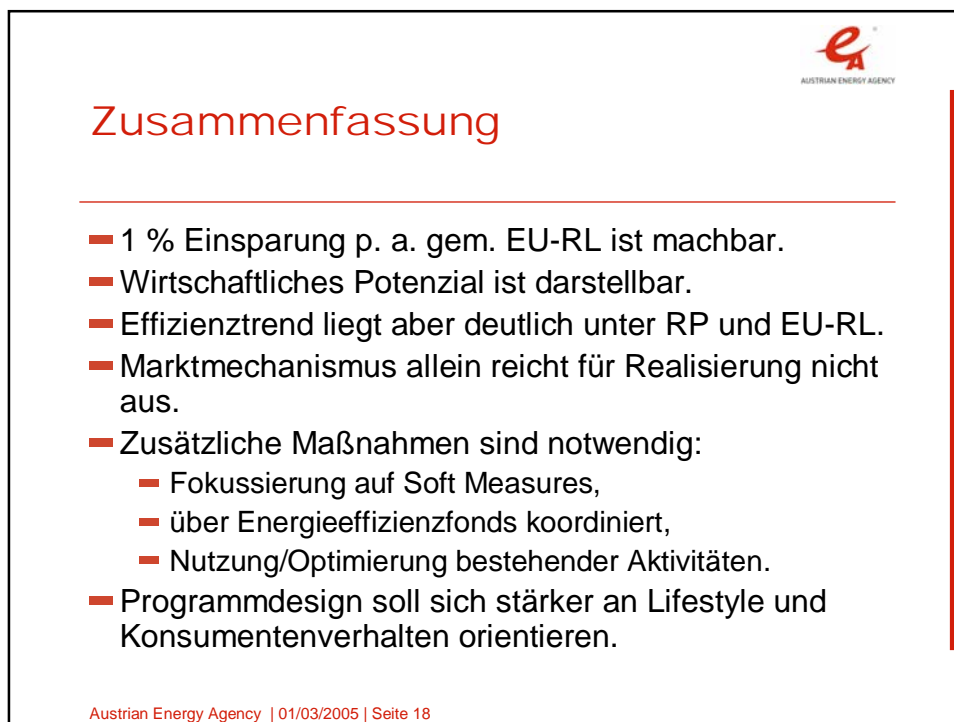 eA
AUSTRIAN ENERGY AGENCY
Zusammenfassung
1 % Einsparung p. a. gem. EU-RL ist machbar.
Wirtschaftliches Potenzial ist darstellbar.
Effizienztrend liegt aber deutlich unter RP und EU-RL.
Marktmechanismus allein reicht für Realisierung nicht
aus.
Zusätzliche Maßnahmen sind notwendig:
Fokussierung auf Soft Measures,
über Energieeffizienzfonds koordiniert,
Nutzung/Optimierung bestehender Aktivitäten.
Programmdesign soll sich stärker an Lifestyle und
Konsumentenverhalten orientieren.
Austrian Energy Agency | 01/03/2005 | Seite 18